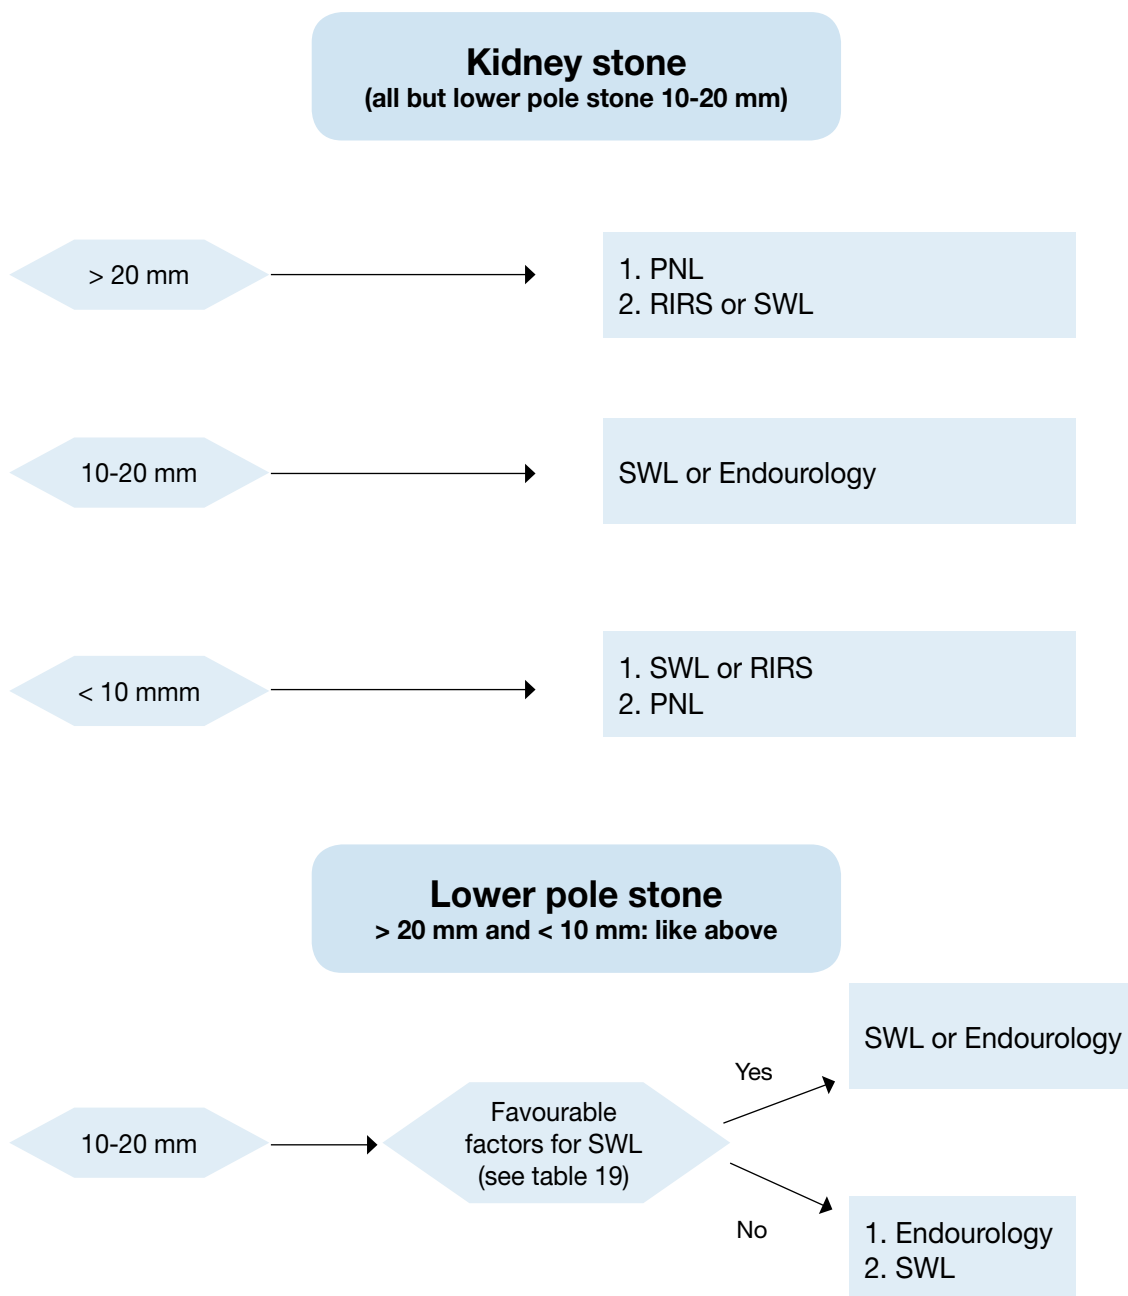 Kidney stone
(all but lower pole stone 10-20 mm)
> 20 mm
1. PNL
2. RIRS or SWL
10-20 mm
SWL or Endourology
< 10 mmm
1. SWL or RIRS
2. PNL
Lower pole stone
> 20 mm and < 10 mm: like above
10-20 mm
Favourable
factors for SWL
(see table 19)
Yes
SWL or Endourology
No
1. Endourology
2. SWL